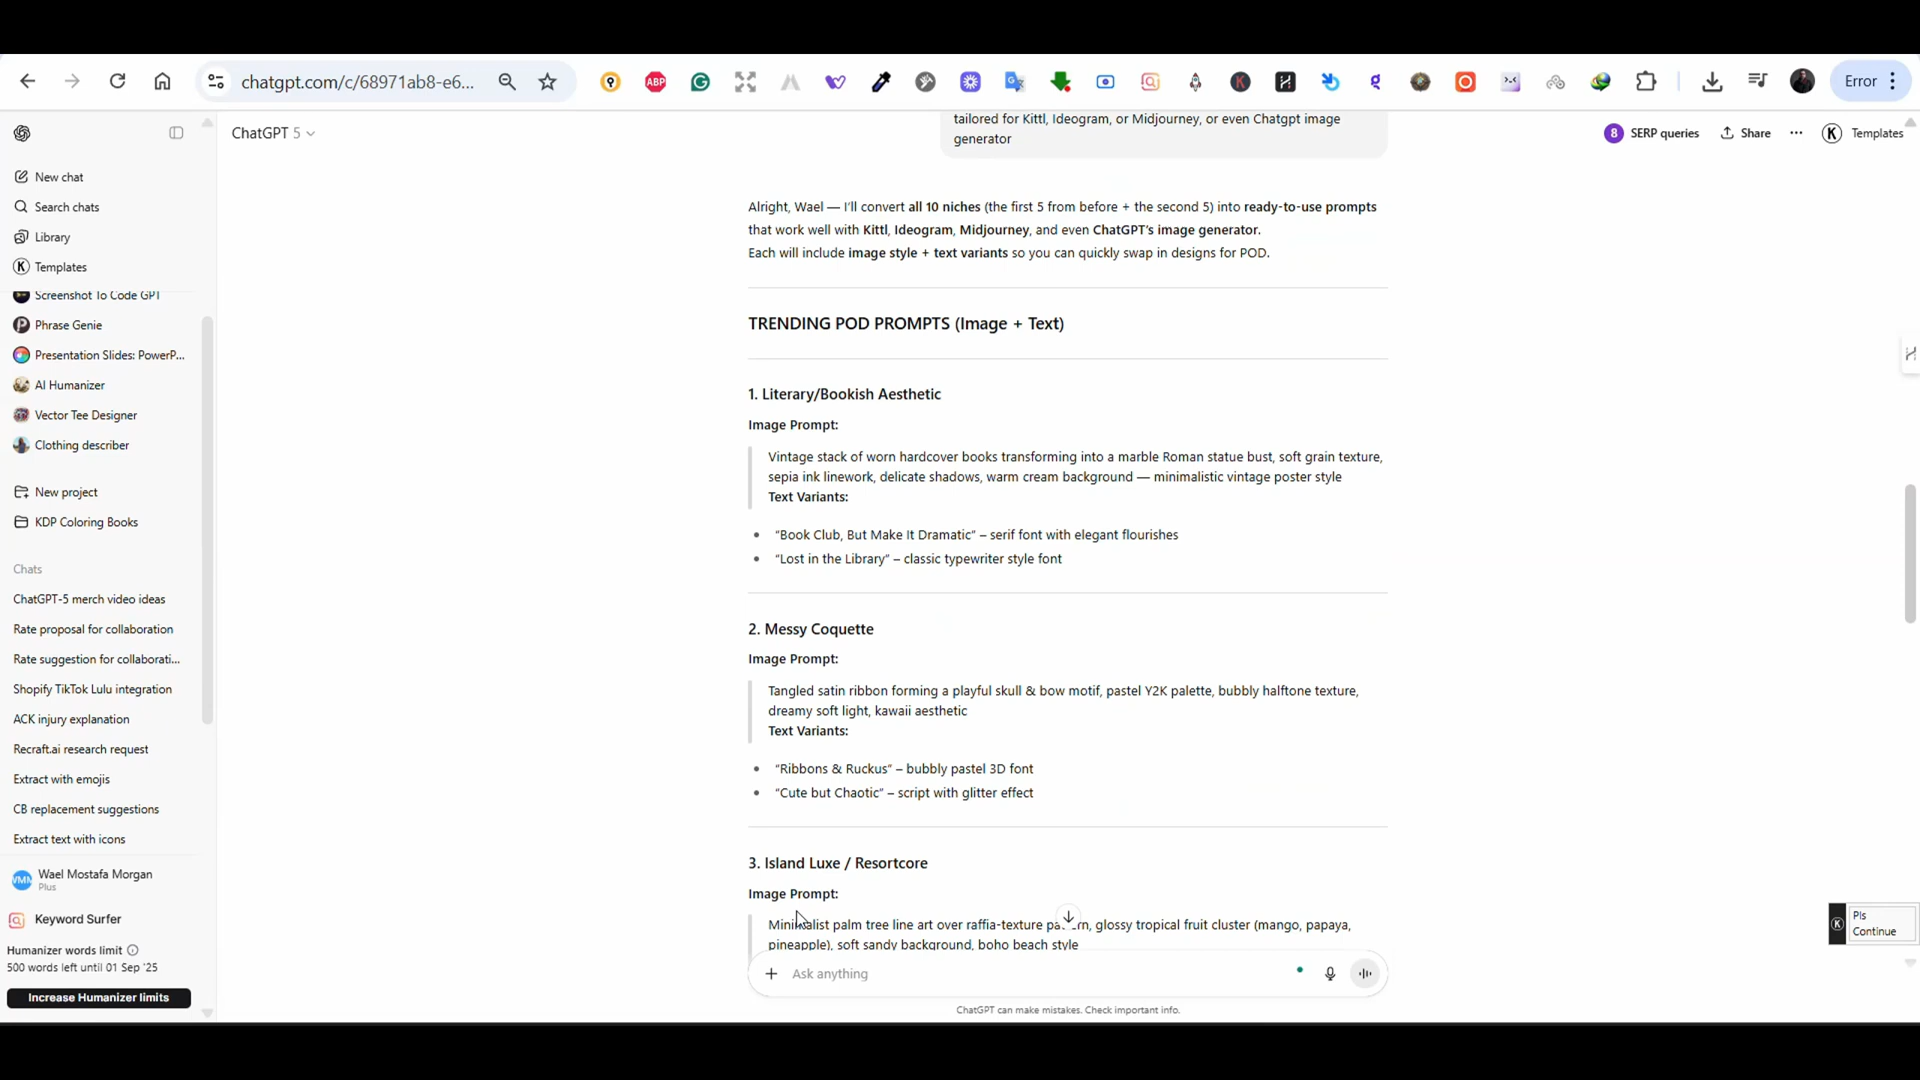 chatgpt.com/c/68971ab8-e6...
ABP
Error
ChatGPT 5
tailored for Kittl, Ideogram, or Midjourney, or even Chatgpt image
generator
8 SERP queries
Share
K Templates
New chat
Search chats
Library
K Templates
Screenshot To Code GPT
Phrase Genie
Presentation Slides: PowerP...
AI Humanizer
Vector Tee Designer
Clothing describer
New project
KDP Coloring Books
Chats
ChatGPT-5 merch video ideas
Rate proposal for collaboration
Rate suggestion for collaborati...
Shopify TikTok Lulu integration
ACK injury explanation
Recraft.ai research request
Extract with emojis
CB replacement suggestions
Extract text with icons
Wael Mostafa Morgan
Plus
Keyword Surfer
Humanizer words limit
500 words left until 01 Sep '25
Increase Humanizer limits
Alright, Wael — I'll convert all 10 niches (the first 5 from before + the second 5) into ready-to-use prompts
that work well with Kittl, Ideogram, Midjourney, and even ChatGPT's image generator.
Each will include image style + text variants so you can quickly swap in designs for POD.
TRENDING POD PROMPTS (Image + Text)
1. Literary/Bookish Aesthetic
Image Prompt:
Vintage stack of worn hardcover books transforming into a marble Roman statue bust, soft grain texture,
sepia ink linework, delicate shadows, warm cream background — minimalistic vintage poster style
Text Variants:
• “Book Club, But Make It Dramatic” – serif font with elegant flourishes
• “Lost in the Library” – classic typewriter style font
2. Messy Coquette
Image Prompt:
Tangled satin ribbon forming a playful skull & bow motif, pastel Y2K palette, bubbly halftone texture,
dreamy soft light, kawaii aesthetic
Text Variants:
• “Ribbons & Ruckus” – bubbly pastel 3D font
• “Cute but Chaotic” – script with glitter effect
3. Island Luxe / Resortcore
Image Prompt:
Minimalist palm tree line art over raffia-texture pattern, glossy tropical fruit cluster (mango, papaya,
pineapple), soft sandy background, boho beach style
Ask anything
ChatGPT can make mistakes. Check important info.
K Pls
Continue